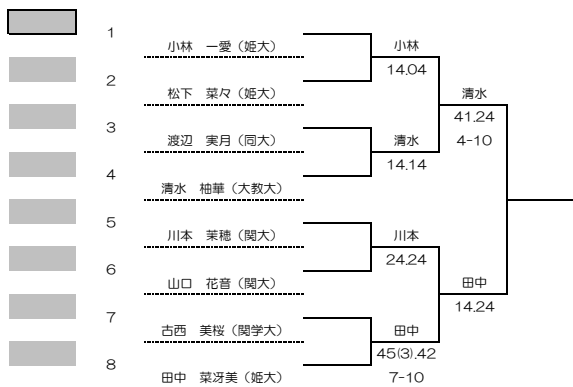 1
小林　一愛（姫大）
小林
14.04
2
松下　菜々（姫大）
清水
41.24
4-10
3
渡辺　実月（同大）
清水
14.14
4
清水　柚華（大教大）
5
川本　茉穂（関大）
川本
24.24
6
山口　花音（関大）
田中
14.24
7
古西　美桜（関学大）
田中
45(3).42
7-10
8
田中　菜冴美（姫大）